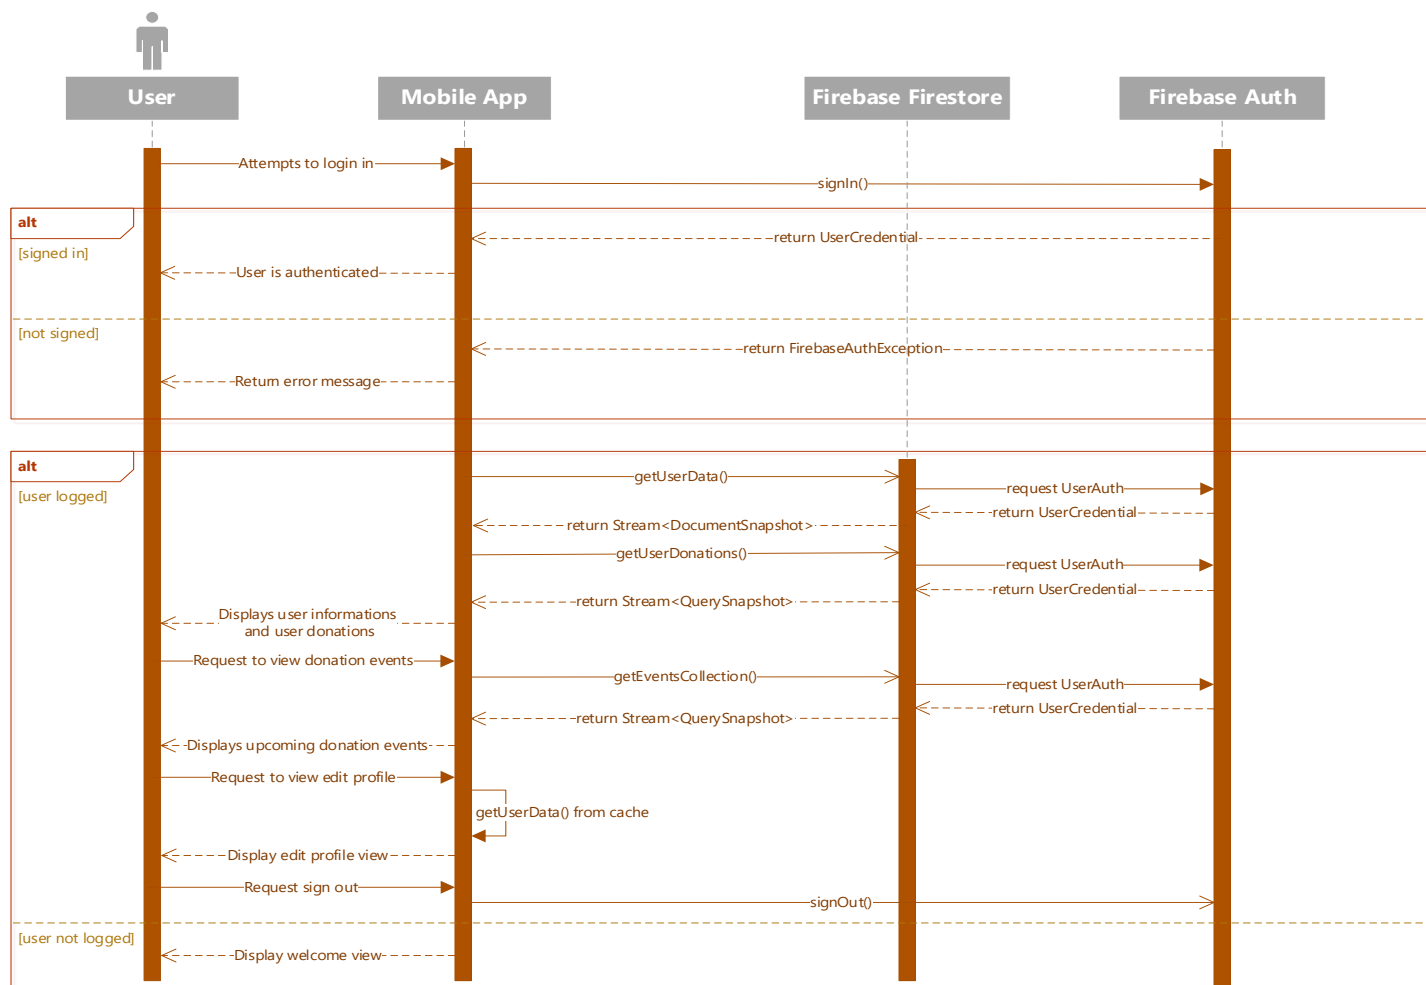 User
Mobile App
Firebase Firestore
Firebase Auth
Attempts to login in
signIn()
alt
return UserCredential
[signed in]
User is authenticated
[not signed]
return FirebaseAuthException
Return error message
alt
getUserData()
request UserAuth
[user logged]
return UserCredential
return Stream<DocumentSnapshot>
getUserDonations()
request UserAuth
return UserCredential
return Stream<QuerySnapshot>
Displays user informations
and user donations
Request to view donation events
getEventsCollection()
request UserAuth
return UserCredential
return Stream<QuerySnapshot>
Displays upcoming donation events
Request to view edit profile
getUserData() from cache
Display edit profile view
Request sign out
signOut()
[user not logged]
Display welcome view